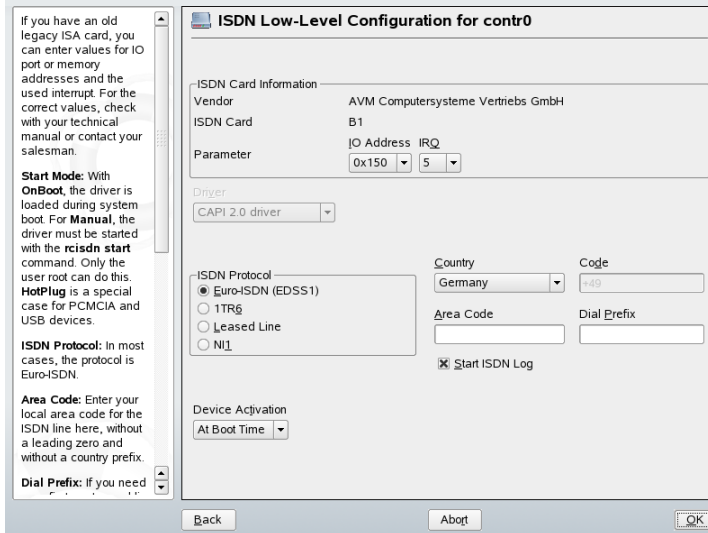 If you have an old
legacy ISA card, you
can enter values for IO
port or memory
addresses and the
used interrupt. For the
correct values, check
with your technical
manual or contact your
salesman.
Start Mode: With
OnBoot, the driver is
loaded during system
boot. For Manual, the
driver must be started
with the rcisdn start
command. Only the
user root can do this.
HotPlug is a special
case for PCMCIA and
USB devices.
ISDN Protocol: In most
cases, the protocol is
Euro-ISDN.
Area Code: Enter your
local area code for the
ISDN line here, without
a leading zero and
without a country prefix.
Dial Prefix: If you need
ISDN Low-Level Configuration for contr0
ISDN Card Information
Vendor AVM Computersysteme Vertriebs GmbH
ISDN Card B1
IO Address IRQ
Parameter 0x150 5
Driver
CAPI 2.0 driver
ISDN Protocol
Euro-ISDN (EDSS1)
1TR6
Leased Line
NI1
Country Code
Germany +49
Area Code Dial Prefix
Start ISDN Log
Device Activation
At Boot Time
Back Abort OK